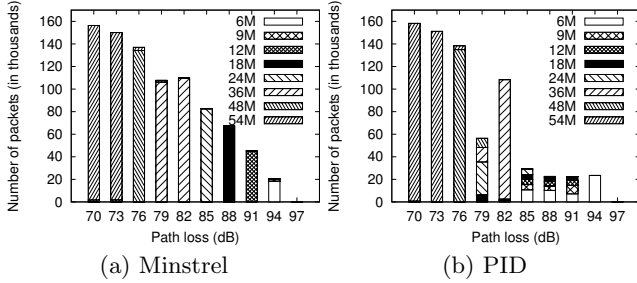 Number of packets (in thousands)
160
140
120
100
80
60
40
20
0
6M
9M
12M
18M
24M
36M
48M
54M
70 73 76 79 82 85 88 91 94 97
Path loss (dB)
(a) Minstrel
Number of packets (in thousands)
160
140
120
100
80
60
40
20
0
6M
9M
12M
18M
24M
36M
48M
54M
70 73 76 79 82 85 88 91 94 97
Path loss (dB)
(b) PID